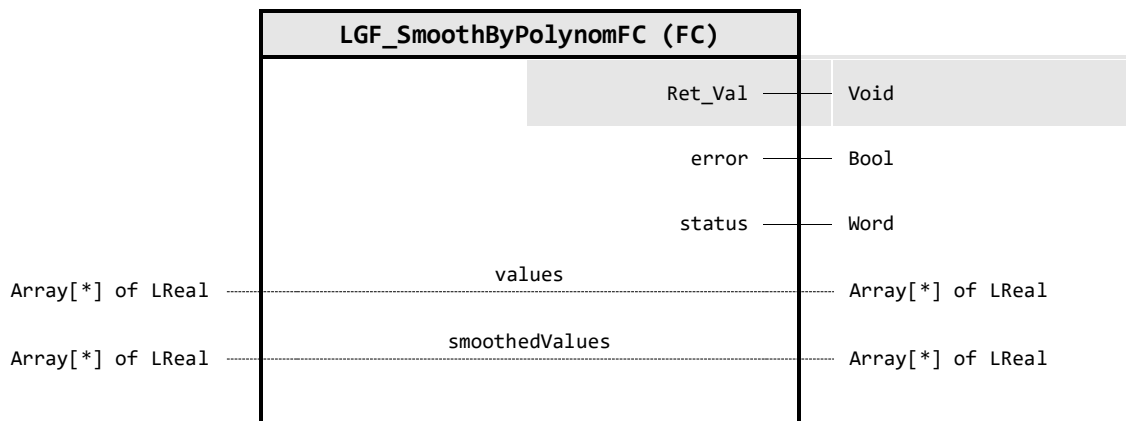 LGF_SmoothByPolynomFC (FC)
Ret_Val Void
error Bool
status Word
values
Array[*] of LReal Array[*] of LReal
smoothedValues
Array[*] of LReal Array[*] of LReal